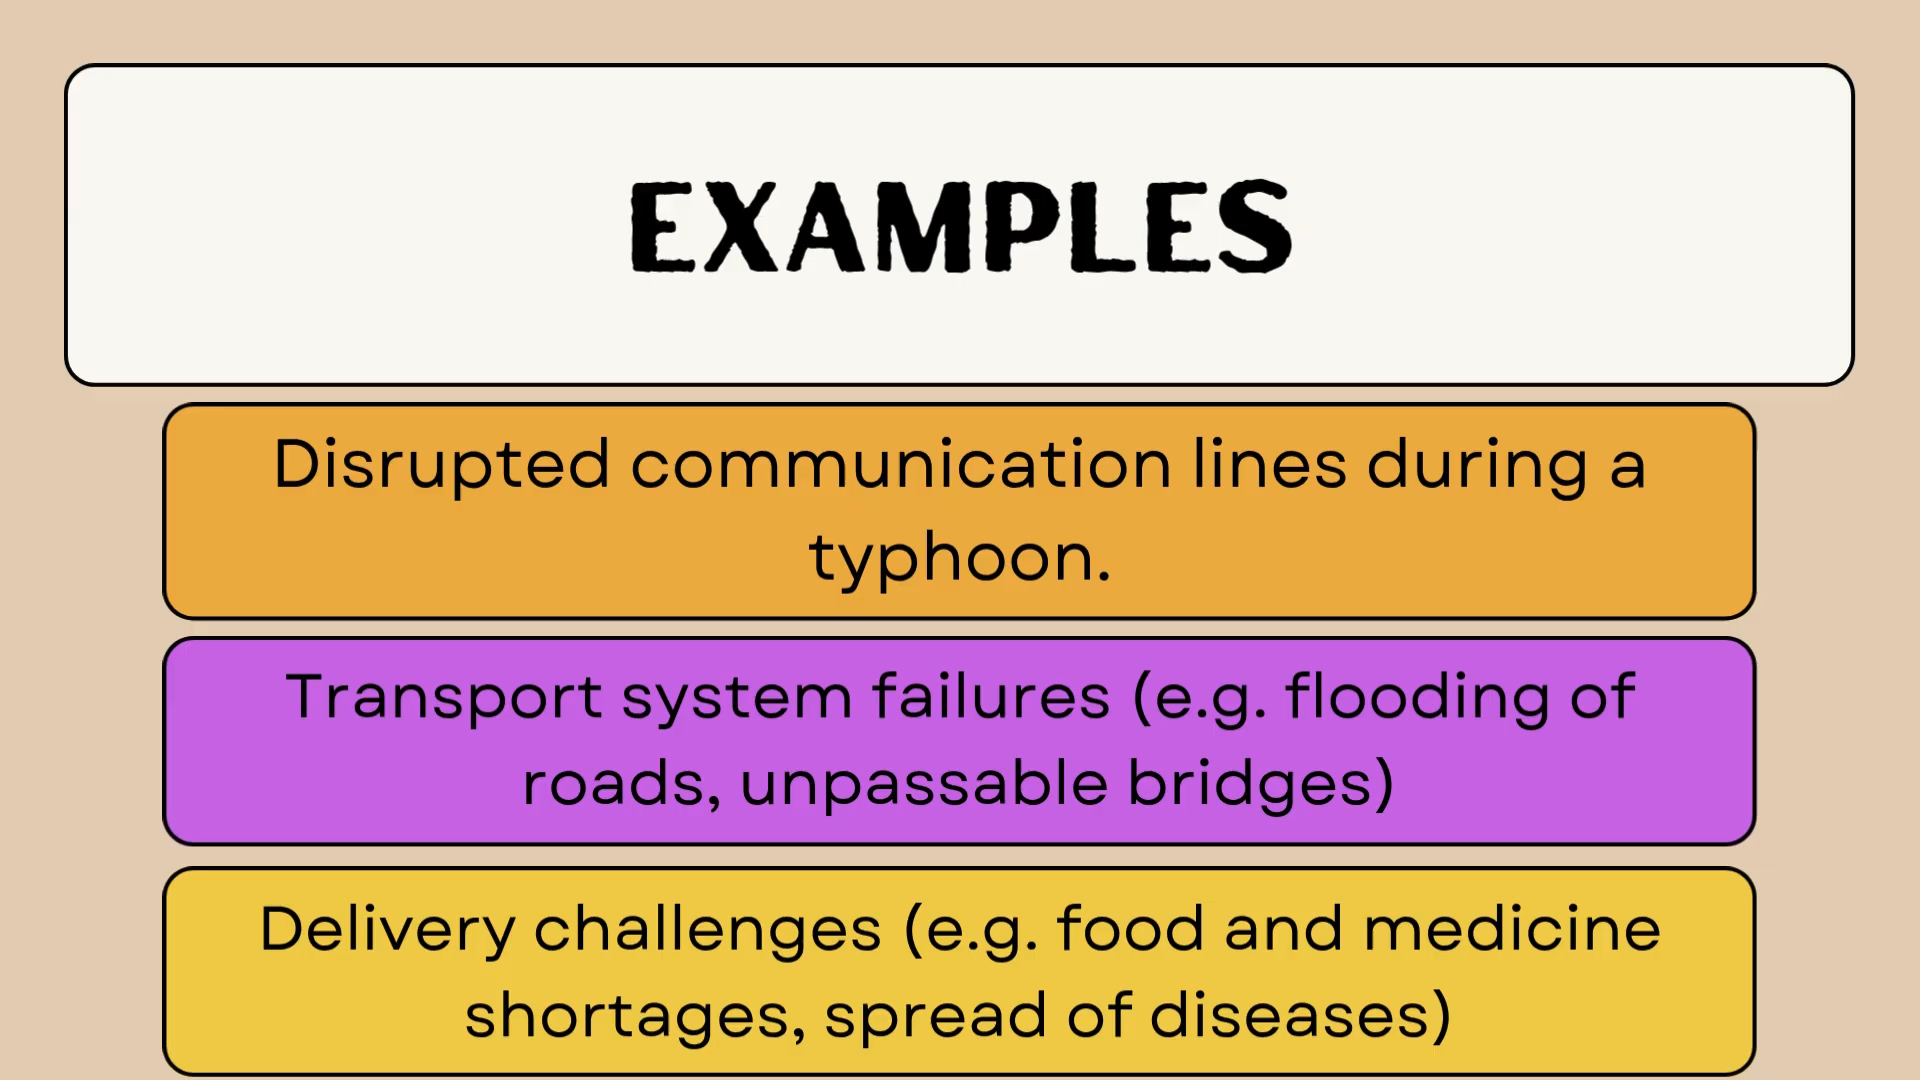 EXAMPLES
Disrupted communication lines during a
typhoon.
Transport system failures (e.g. flooding of
roads, unpassable bridges)
Delivery challenges (e.g. food and medicine
shortages, spread of diseases)